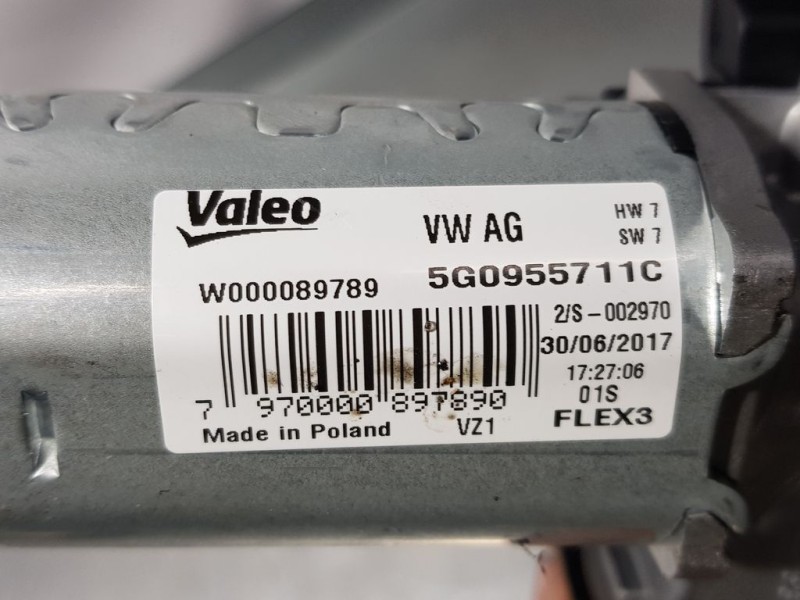 Valeo
VW AG
HW 7
SW 7
W000089789
5G0955711C
2/S-002970
30/06/2017
17:27:06
01S
7 970000 897890
Made in Poland
VZ1
FLEX3